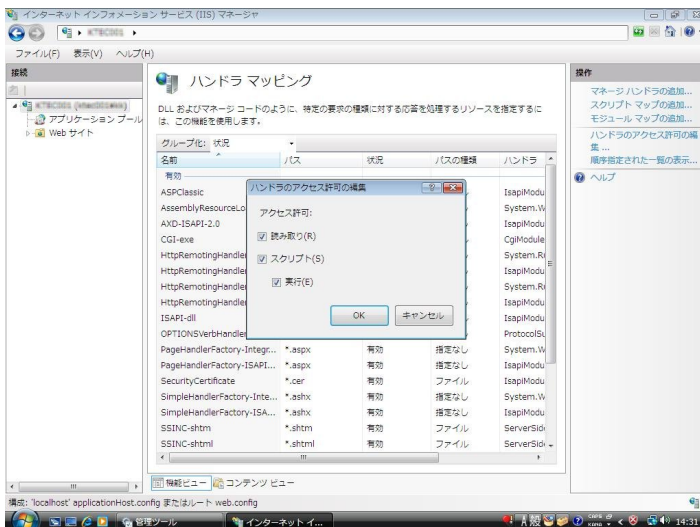 インターネット インフォメーション サービス (IIS) マネージャ
ファイル(F) 表示(V) ヘルプ(H)
接続
アプリケーション プール
Web サイト
ハンドラ マッピング
DLL およびマネージ コードのように、特定の要求の種類に対する応答を処理するリソースを指定するに
は、この機能を使用します。
グループ化: 状況
名前 パス 状況 パスの種類 ハンドラ
有効
ASPClassic IsapiModu
AssemblyResourceLo System.W
AXD-ISAPI-2.0 IsapiModu
CGI-exe CgiModule
HttpRemotingHandler System.Ru
HttpRemotingHandler IsapiModu
HttpRemotingHandler System.Ru
HttpRemotingHandler IsapiModu
ISAPI-dll IsapiModu
OPTIONSVerbHandler ProtocolSu
PageHandlerFactory-Integr... *.aspx 有効 指定なし System.W
PageHandlerFactory-ISAPI... *.aspx 有効 指定なし IsapiModu
SecurityCertificate *.cer 有効 ファイル IsapiModu
SimpleHandlerFactory-Inte... *.ashx 有効 指定なし System.W
SimpleHandlerFactory-ISA... *.ashx 有効 指定なし IsapiModu
SSINC-shtm *.shtm 有効 ファイル ServerSide
SSINC-shtml *.shtml 有効 ファイル ServerSide
ハンドラのアクセス許可の編集
アクセス許可:
読み取り(R)
スクリプト(S)
実行(E)
OK キャンセル
機能ビュー コンテンツ ビュー
操作
マネージ ハンドラの追加...
スクリプト マップの追加...
モジュール マップの追加...
ハンドラのアクセス許可の編
集 ...
順序指定された一覧の表示...
ヘルプ
構成: 'localhost' applicationHost.config またはルート web.config
管理ツール インターネット イ... A 般 CAPS KANA 14:31